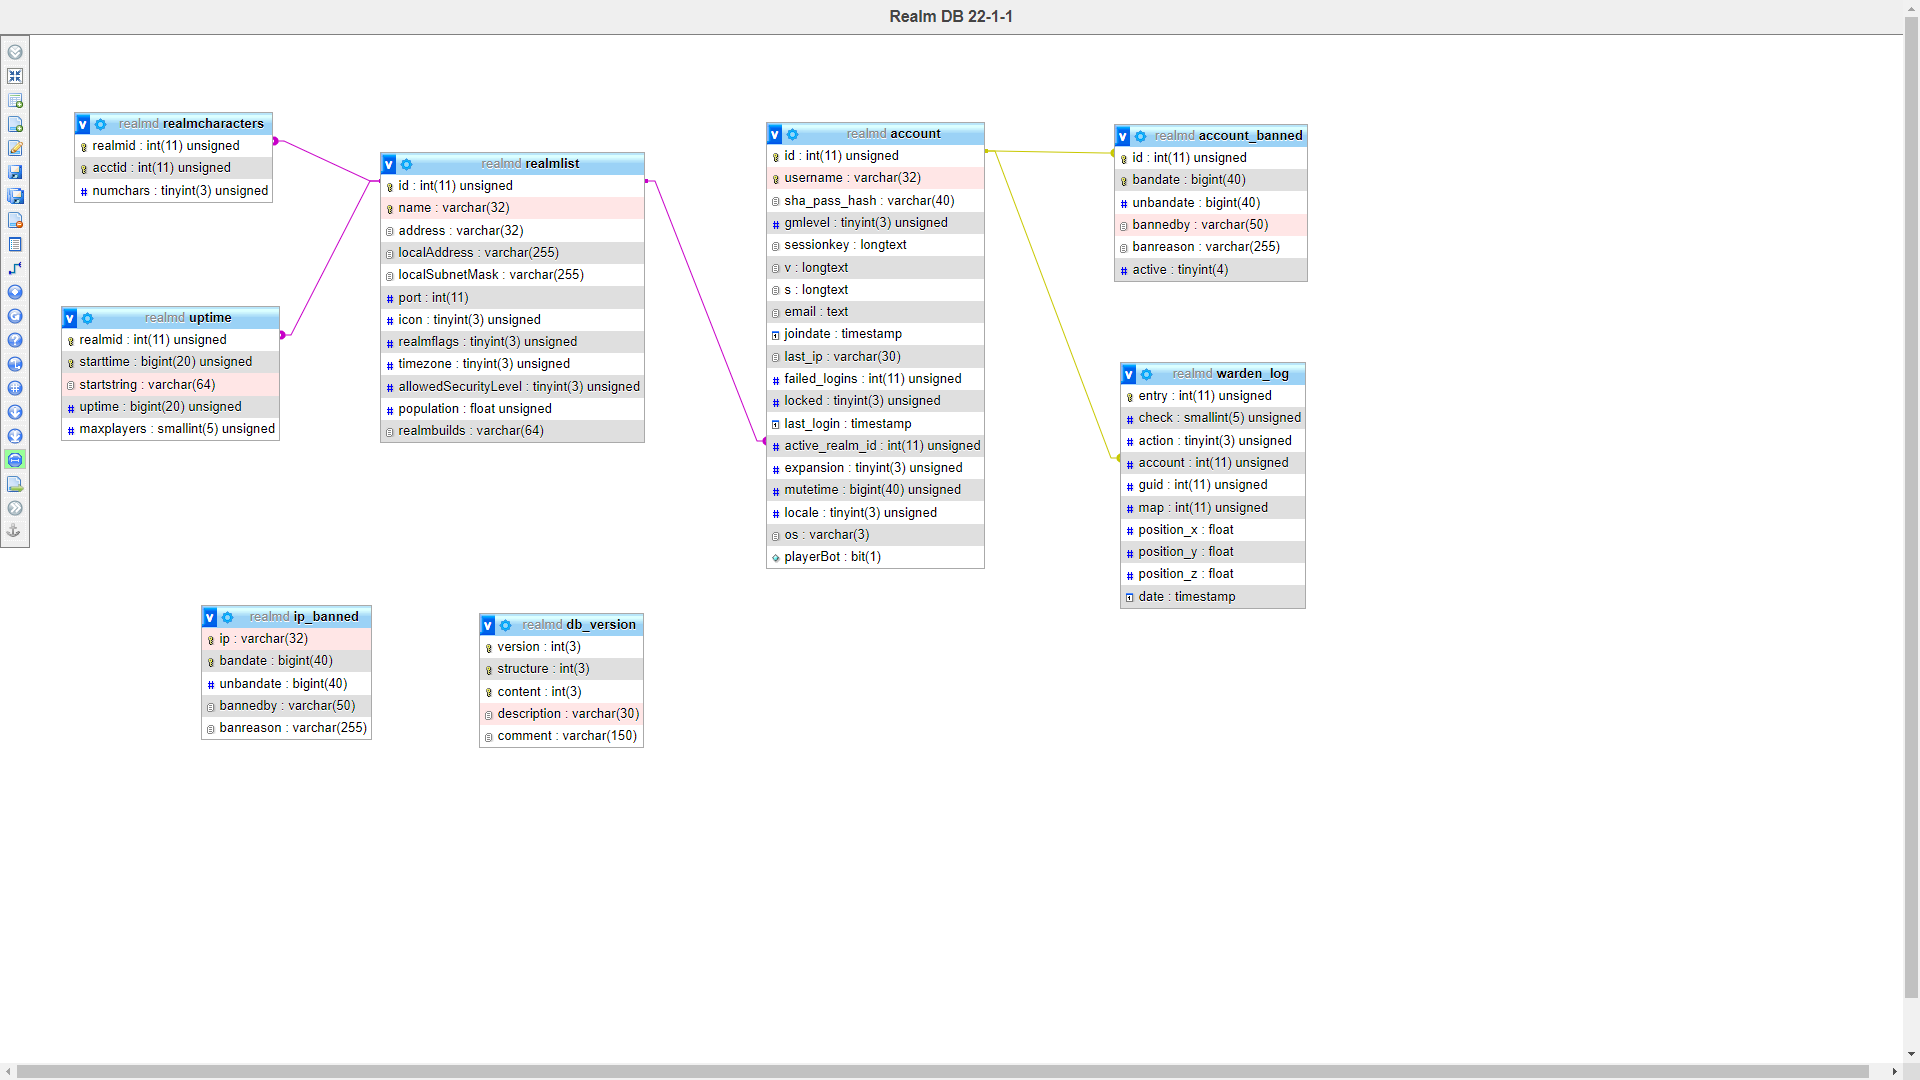 Realm DB 22-1-1
realmd realmcharacters
realmid : int(11) unsigned
acctid : int(11) unsigned
numchars : tinyint(3) unsigned
realmd uptime
realmid : int(11) unsigned
starttime : bigint(20) unsigned
startstring : varchar(64)
uptime : bigint(20) unsigned
maxplayers : smallint(5) unsigned
realmd realmlist
id : int(11) unsigned
name : varchar(32)
address : varchar(32)
localAddress : varchar(255)
localSubnetMask : varchar(255)
port : int(11)
icon : tinyint(3) unsigned
realmflags : tinyint(3) unsigned
timezone : tinyint(3) unsigned
allowedSecurityLevel : tinyint(3) unsigned
population : float unsigned
realmbuilds : varchar(64)
realmd account
id : int(11) unsigned
username : varchar(32)
sha_pass_hash : varchar(40)
gmlevel : tinyint(3) unsigned
sessionkey : longtext
v : longtext
s : longtext
email : text
joindate : timestamp
last_ip : varchar(30)
failed_logins : int(11) unsigned
locked : tinyint(3) unsigned
last_login : timestamp
active_realm_id : int(11) unsigned
expansion : tinyint(3) unsigned
mutetime : bigint(40) unsigned
locale : tinyint(3) unsigned
os : varchar(3)
playerBot : bit(1)
realmd account_banned
id : int(11) unsigned
bandate : bigint(40)
unbandate : bigint(40)
bannedby : varchar(50)
banreason : varchar(255)
active : tinyint(4)
realmd warden_log
entry : int(11) unsigned
check : smallint(5) unsigned
action : tinyint(3) unsigned
account : int(11) unsigned
guid : int(11) unsigned
map : int(11) unsigned
position_x : float
position_y : float
position_z : float
date : timestamp
realmd ip_banned
ip : varchar(32)
bandate : bigint(40)
unbandate : bigint(40)
bannedby : varchar(50)
banreason : varchar(255)
realmd db_version
version : int(3)
structure : int(3)
content : int(3)
description : varchar(30)
comment : varchar(150)